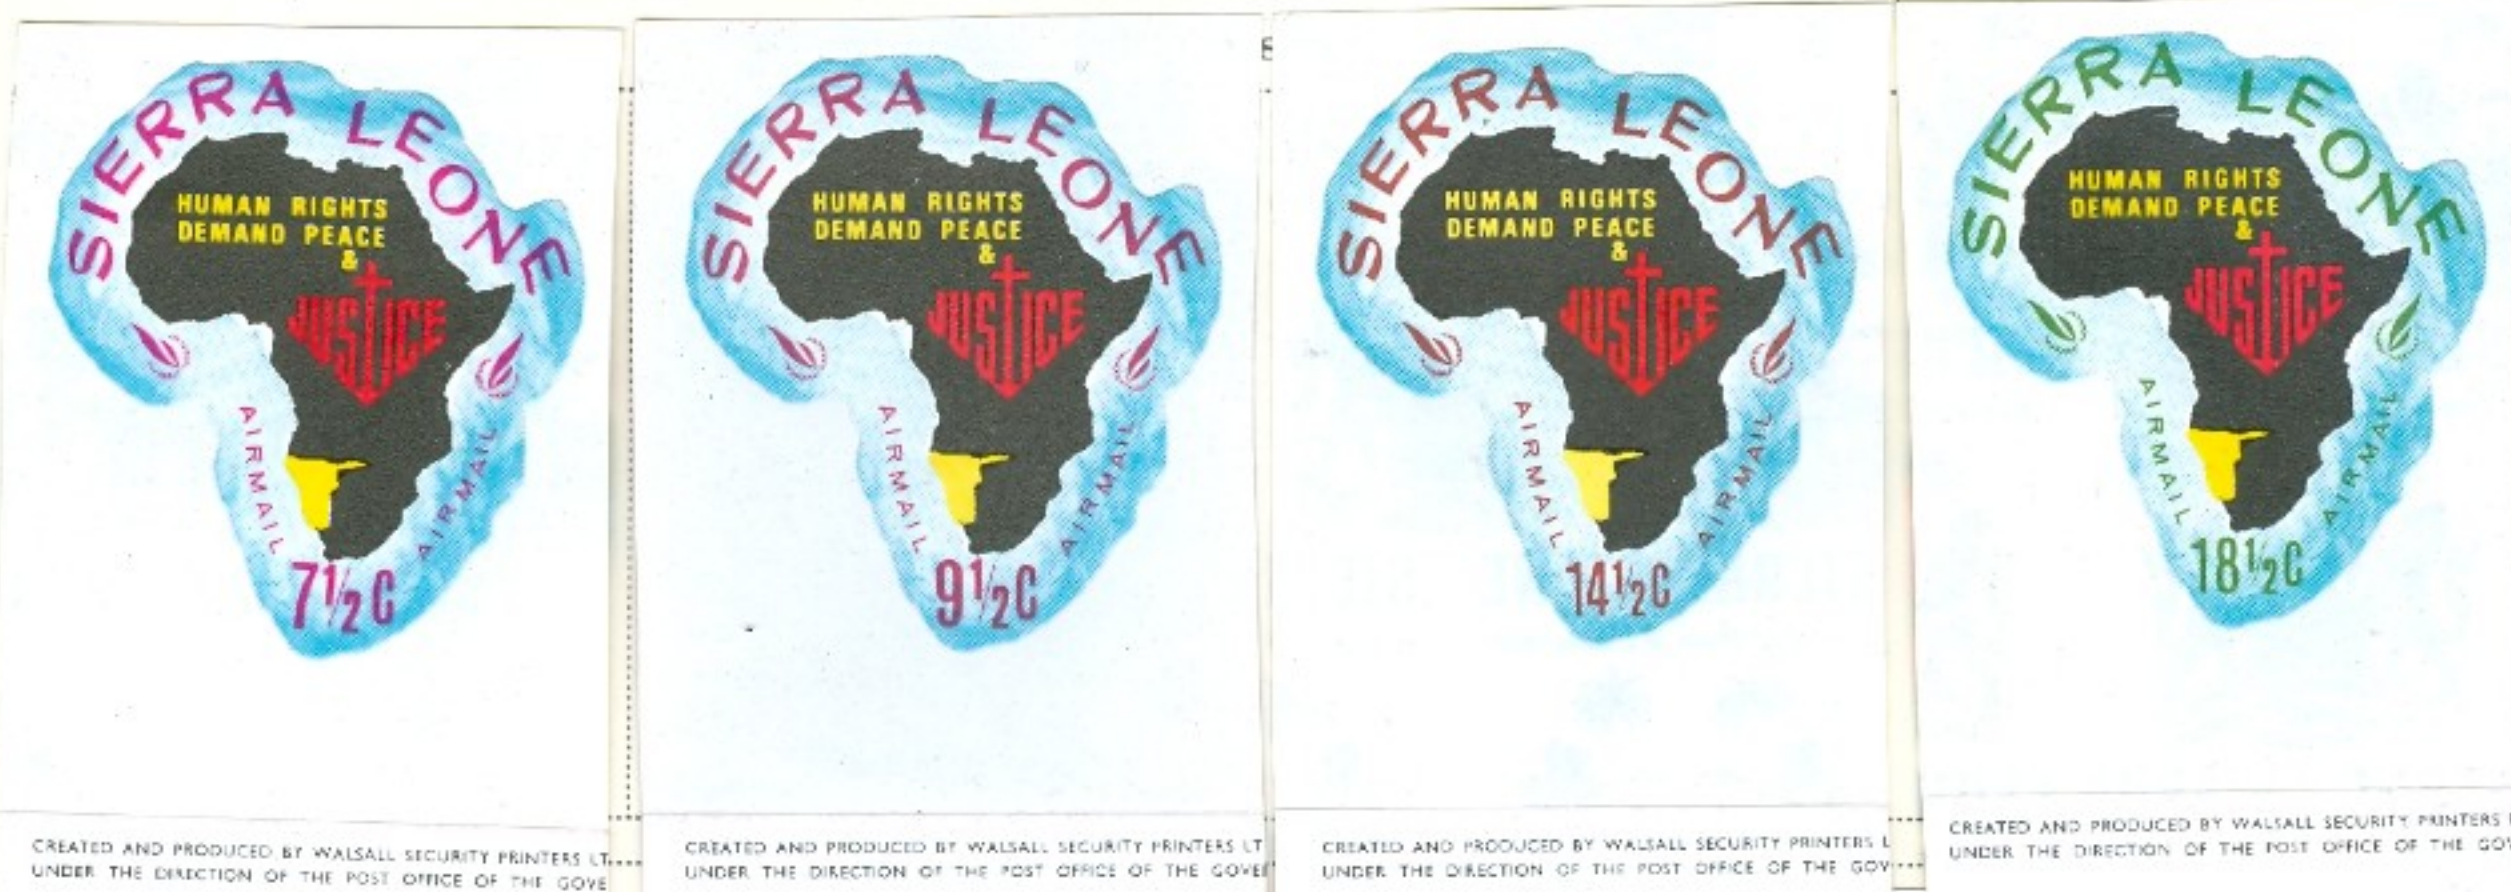 SIERRA LEONE
HUMAN RIGHTS
DEMAND PEACE
&
JUSTICE
AIRMAIL
AIRMAIL
7½C
CREATED AND PRODUCED BY WALSALL SECURITY PRINTERS LT
UNDER THE DIRECTION OF THE POST OFFICE OF THE GOVE
SIERRA LEONE
HUMAN RIGHTS
DEMAND PEACE
&
JUSTICE
AIRMAIL
AIRMAIL
9½C
CREATED AND PRODUCED BY WALSALL SECURITY PRINTERS LT
UNDER THE DIRECTION OF THE POST OFFICE OF THE GOVE
SIERRA LEONE
HUMAN RIGHTS
DEMAND PEACE
&
JUSTICE
AIRMAIL
AIRMAIL
14½C
CREATED AND PRODUCED BY WALSALL SECURITY PRINTERS L
UNDER THE DIRECTION OF THE POST OFFICE OF THE GOV
SIERRA LEONE
HUMAN RIGHTS
DEMAND PEACE
&
JUSTICE
AIRMAIL
AIRMAIL
18½C
CREATED AND PRODUCED BY WALSALL SECURITY PRINTERS
UNDER THE DIRECTION OF THE POST OFFICE OF THE GO